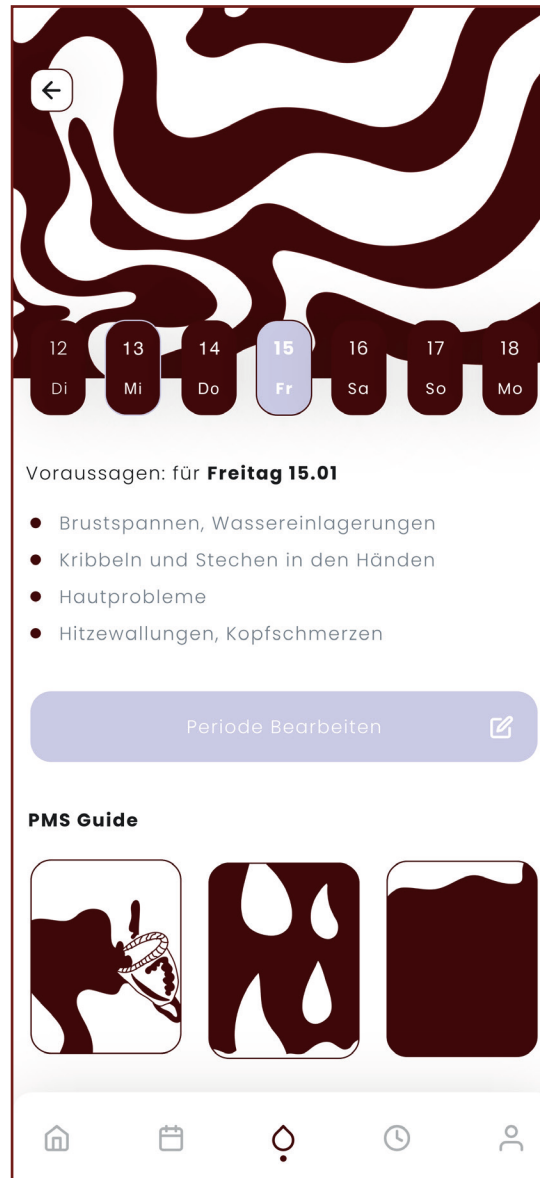 12 13 14 15 16 17 18
Di Mi Do Fr Sa So Mo
Voraussagen: für Freitag 15.01
Brustspannen, Wassereinlagerungen
Kribbeln und Stechen in den Händen
Hautprobleme
Hitzewallungen, Kopfschmerzen
Periode Bearbeiten
PMS Guide